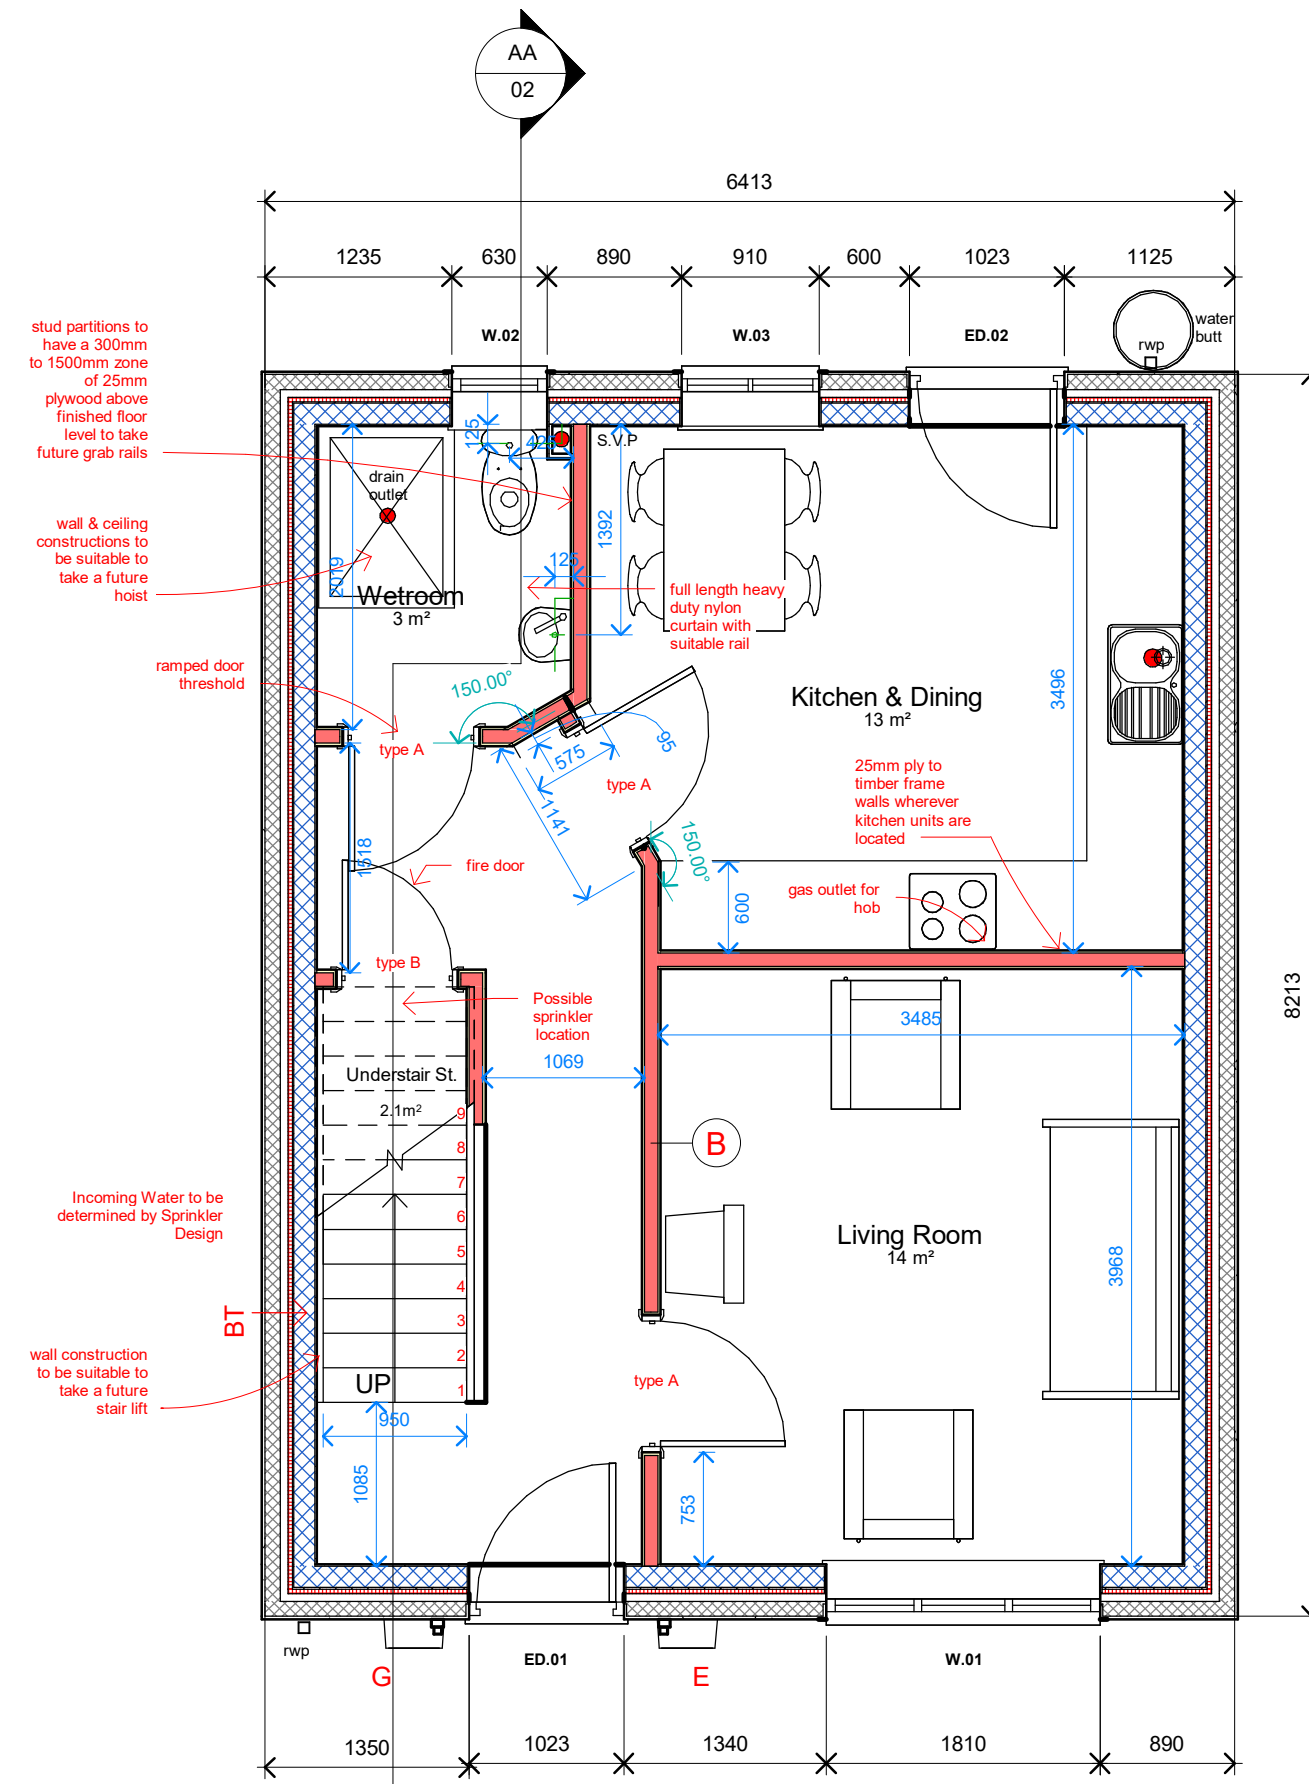 AA
02
6413
1235
630
890
910
600
1023
1125
W.02
W.03
ED.02
water
butt
rwp
stud partitions to
have a 300mm
to 1500mm zone
of 25mm
plywood above
finished floor
level to take
future grab rails
125
425
S.V.P
drain
outlet
wall & ceiling
constructions to
be suitable to
take a future
hoist
2019
1392
125
Wetroom
3 m²
full length heavy
duty nylon
curtain with
suitable rail
ramped door
threshold
150.00°
Kitchen & Dining
13 m²
3496
type A
575
95
type A
1141
25mm ply to
timber frame
walls wherever
kitchen units are
located
150.00°
1518
fire door
gas outlet for
hob
600
type B
Possible
sprinkler
location
8213
3485
1069
Understair St.
2.1m²
9
8
7
6
5
4
3
2
1
B
Incoming Water to be
determined by Sprinkler
Design
Living Room
14 m²
3968
BT
wall construction
to be suitable to
take a future
stair lift
UP
type A
950
1085
753
rwp
G
ED.01
E
W.01
1350
1023
1340
1810
890